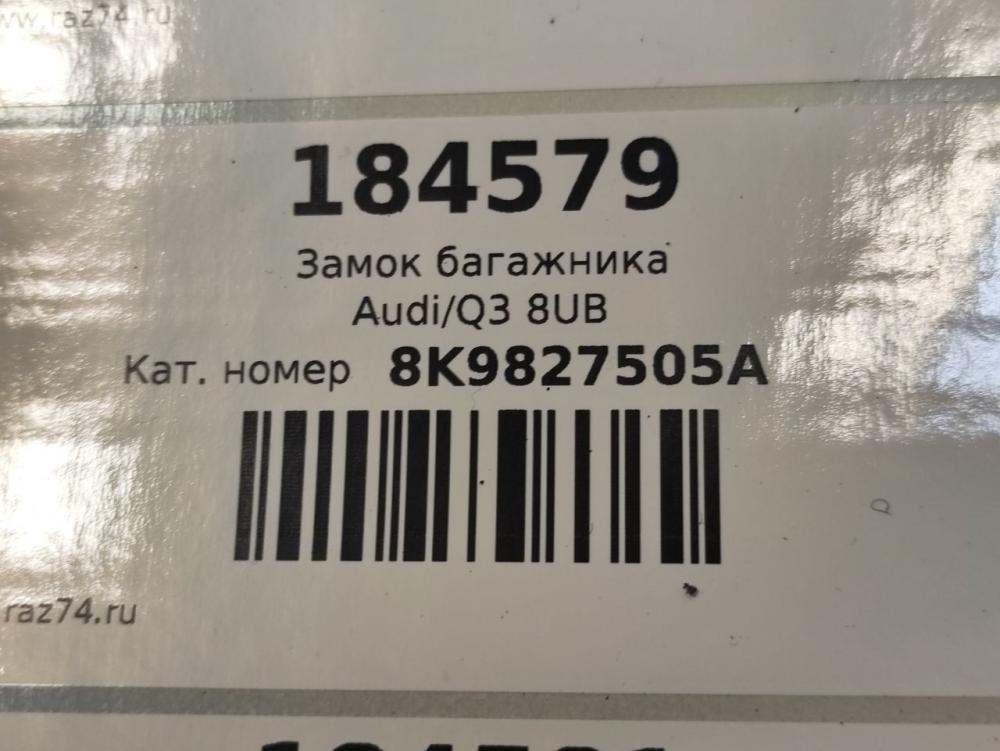 www.raz74.ru
184579
Замок багажника
Audi/Q3 8UB
Кат. номер 8K9827505A
raz74.ru